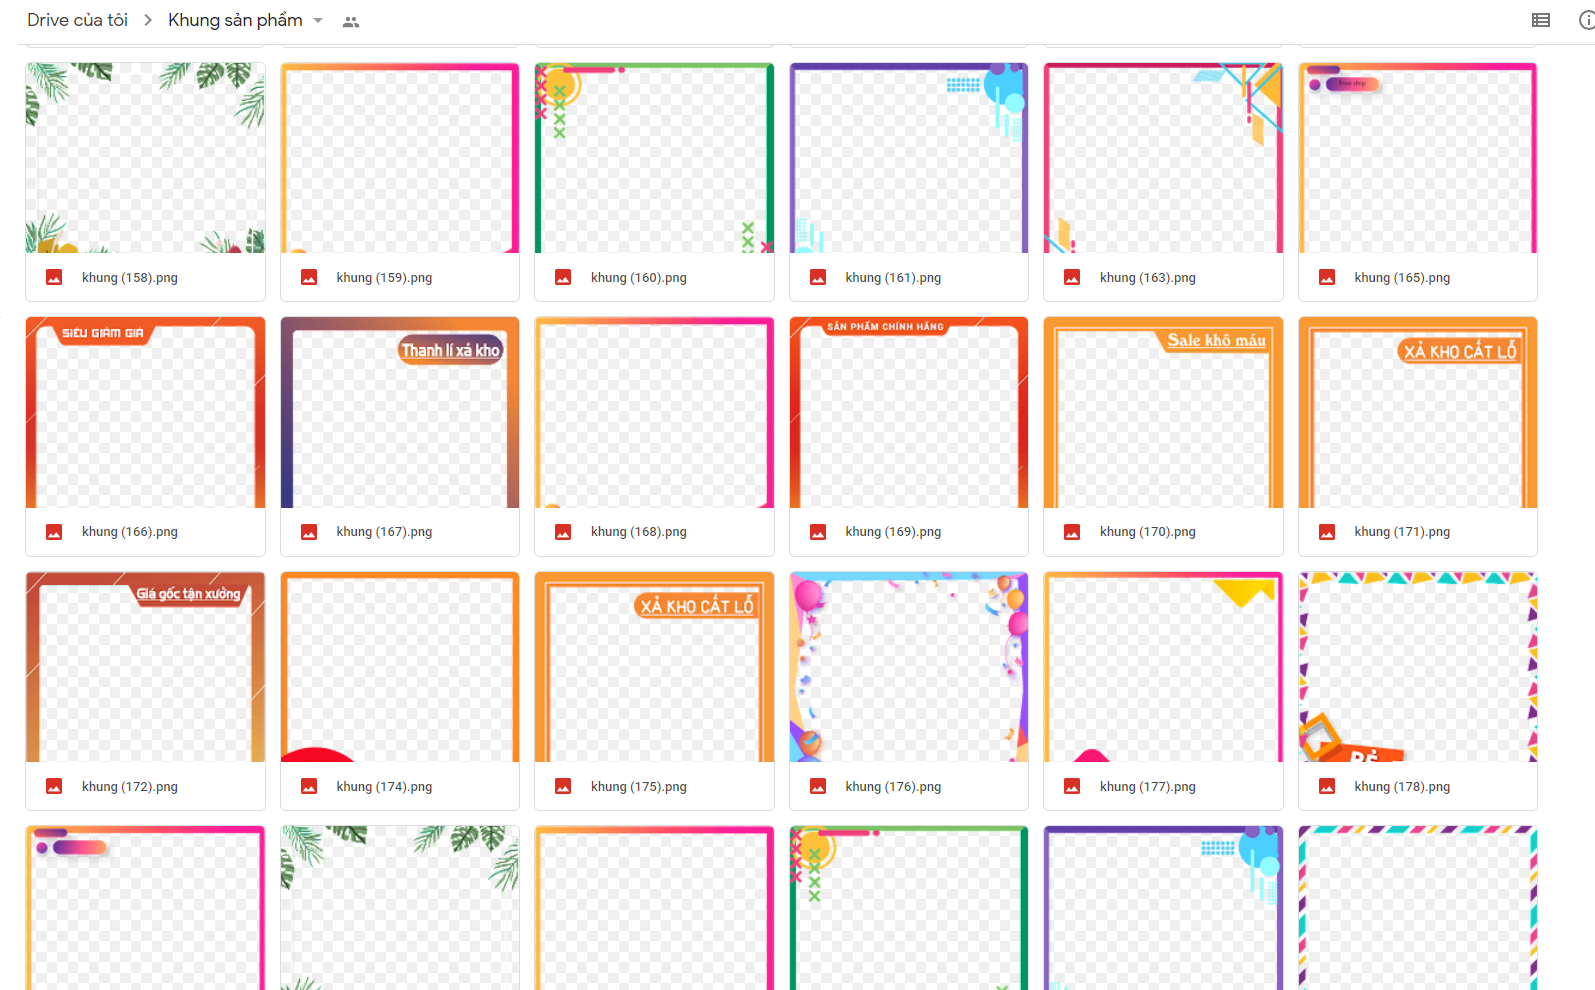 Drive của tôi > Khung sản phẩm
Free ship
khung (158).png
khung (159).png
khung (160).png
khung (161).png
khung (163).png
khung (165).png
SIÊU GIẢM GIÁ
Thanh lí xả kho
SẢN PHẨM CHÍNH HÃNG
Sale khô máu
XẢ KHO CẮT LỖ
khung (166).png
khung (167).png
khung (168).png
khung (169).png
khung (170).png
khung (171).png
Giá gốc tận xưởng
XẢ KHO CẮT LỖ
khung (172).png
khung (174).png
khung (175).png
khung (176).png
khung (177).png
khung (178).png